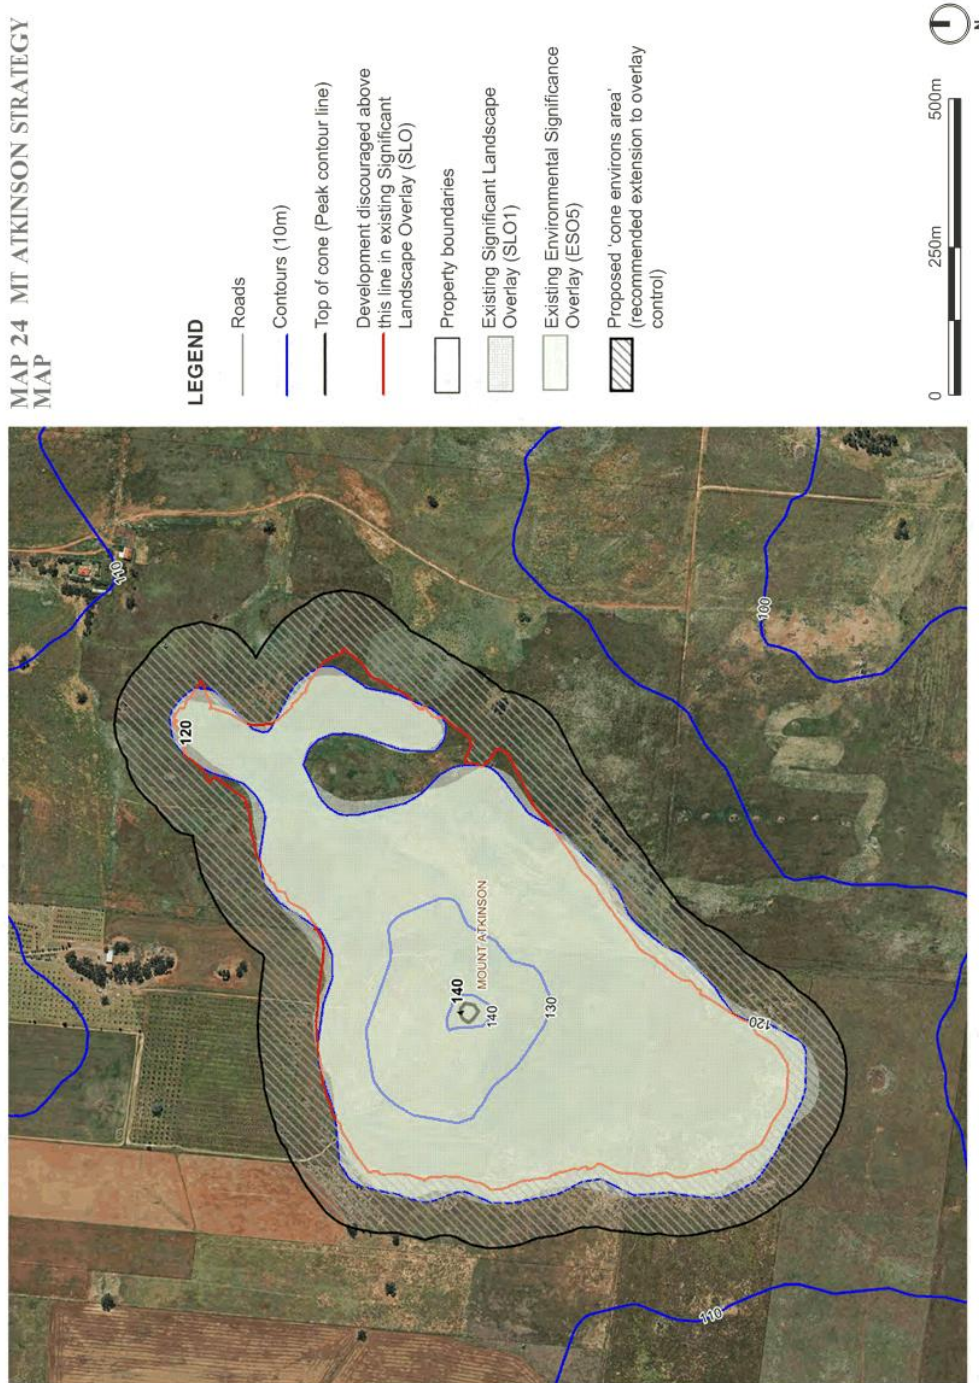 MAP 24 MT ATKINSON STRATEGY
MAP
LEGEND
Roads
Contours (10m)
Top of cone (Peak contour line)
Development discouraged above
this line in existing Significant
Landscape Overlay (SLO)
Property boundaries
Existing Significant Landscape
Overlay (SLO1)
Existing Environmental Significance
Overlay (ESO5)
Proposed 'cone environs area'
(recommended extension to overlay
control)
0 250m 500m
N
110
120
100
140
MOUNT ATKINSON
140
130
120
110